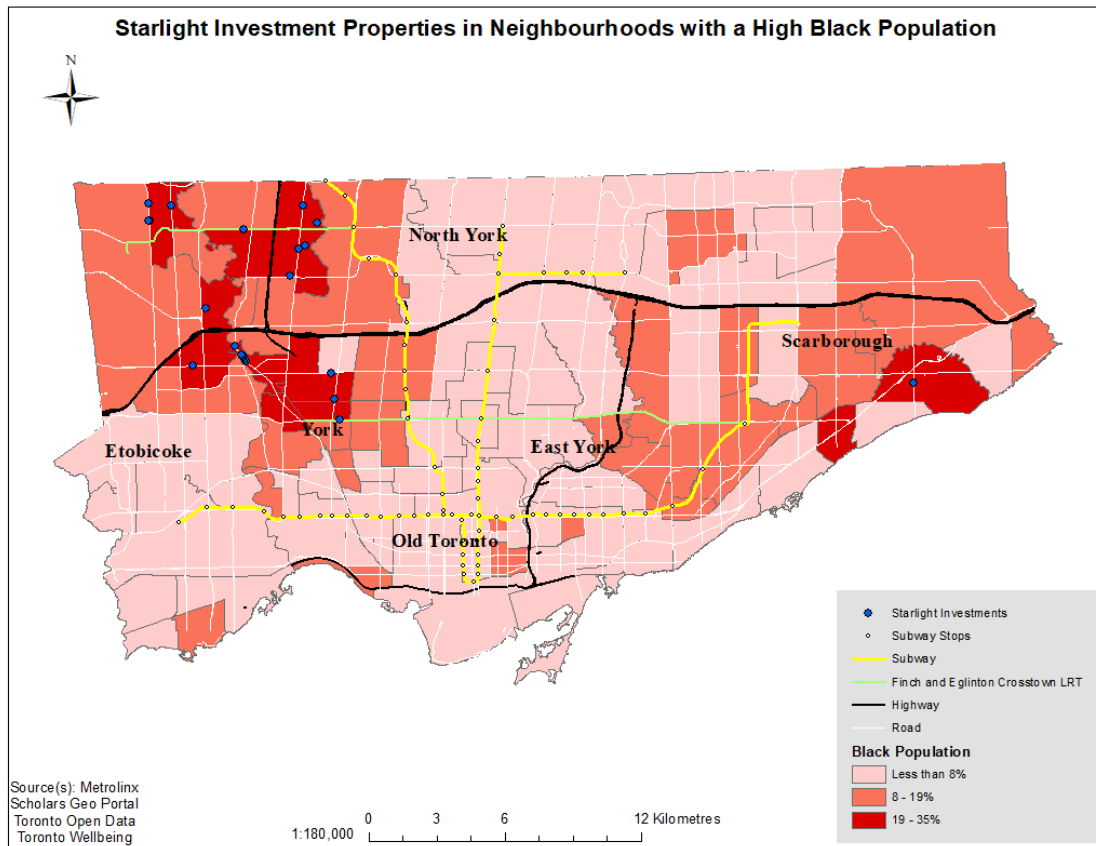 Starlight Investment Properties in Neighbourhoods with a High Black Population
N
North York
Scarborough
York
Etobicoke
East York
Old Toronto
Starlight Investments
Subway Stops
Subway
Finch and Eglinton Crosstown LRT
Highway
Road
Black Population
Less than 8%
8 - 19%
19 - 35%
Source(s): Metrolinx
Scholars Geo Portal
Toronto Open Data
Toronto Wellbeing
1:180,000
0 3 6 12 Kilometres